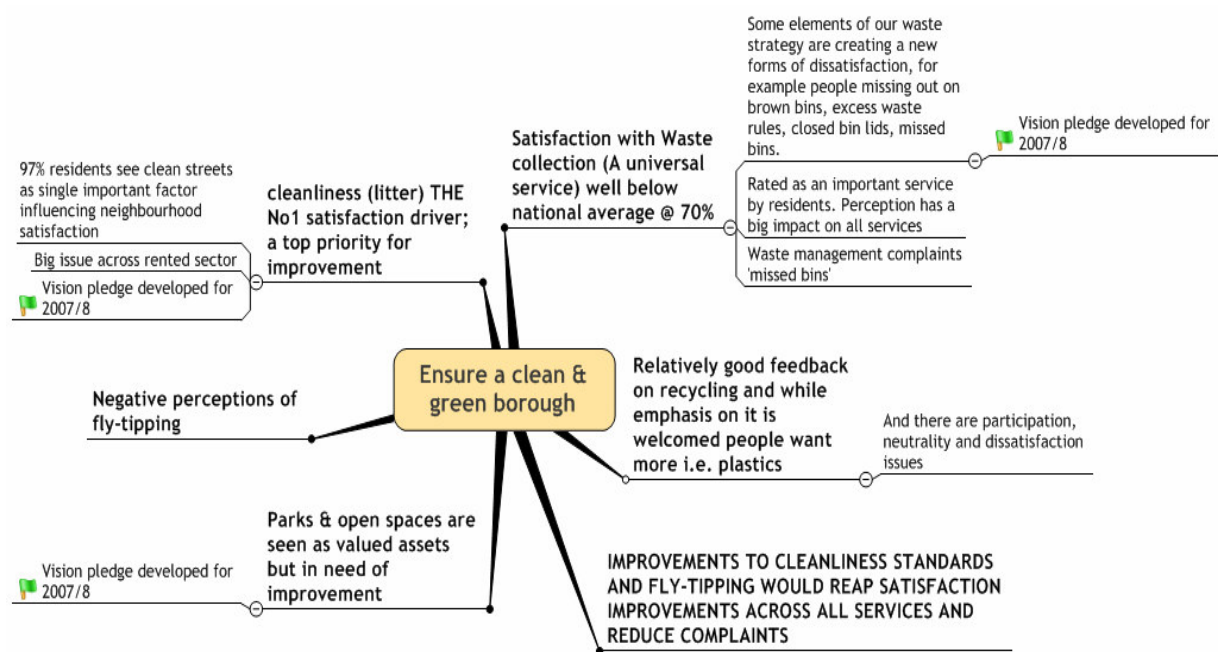 Some elements of our waste
strategy are creating a new
forms of dissatisfaction, for
example people missing out on
brown bins, excess waste
rules, closed bin lids, missed
bins.
Vision pledge developed for
2007/8
Satisfaction with Waste
collection (A universal
service) well below
national average @ 70%
Rated as an important service
by residents. Perception has a
big impact on all services
Waste management complaints
'missed bins'
97% residents see clean streets
as single important factor
influencing neighbourhood
satisfaction
Big issue across rented sector
Vision pledge developed for
2007/8
cleanliness (litter) THE
No1 satisfaction driver;
a top priority for
improvement
Ensure a clean &
green borough
Negative perceptions of
fly-tipping
Relatively good feedback
on recycling and while
emphasis on it is
welcomed people want
more i.e. plastics
And there are participation,
neutrality and dissatisfaction
issues
Parks & open spaces are
seen as valued assets
but in need of
improvement
Vision pledge developed for
2007/8
IMPROVEMENTS TO CLEANLINESS STANDARDS
AND FLY-TIPPING WOULD REAP SATISFACTION
IMPROVEMENTS ACROSS ALL SERVICES AND
REDUCE COMPLAINTS